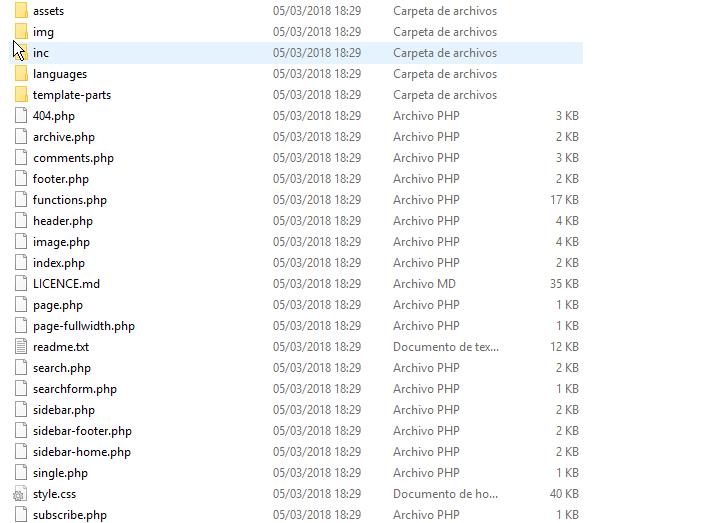 assets 05/03/2018 18:29 Carpeta de archivos
img 05/03/2018 18:29 Carpeta de archivos
inc 05/03/2018 18:29 Carpeta de archivos
languages 05/03/2018 18:29 Carpeta de archivos
template-parts 05/03/2018 18:29 Carpeta de archivos
404.php 05/03/2018 18:29 Archivo PHP 3 KB
archive.php 05/03/2018 18:29 Archivo PHP 2 KB
comments.php 05/03/2018 18:29 Archivo PHP 3 KB
footer.php 05/03/2018 18:29 Archivo PHP 2 KB
functions.php 05/03/2018 18:29 Archivo PHP 17 KB
header.php 05/03/2018 18:29 Archivo PHP 4 KB
image.php 05/03/2018 18:29 Archivo PHP 4 KB
index.php 05/03/2018 18:29 Archivo PHP 2 KB
LICENCE.md 05/03/2018 18:29 Archivo MD 35 KB
page.php 05/03/2018 18:29 Archivo PHP 1 KB
page-fullwidth.php 05/03/2018 18:29 Archivo PHP 1 KB
readme.txt 05/03/2018 18:29 Documento de tex... 12 KB
search.php 05/03/2018 18:29 Archivo PHP 2 KB
searchform.php 05/03/2018 18:29 Archivo PHP 1 KB
sidebar.php 05/03/2018 18:29 Archivo PHP 2 KB
sidebar-footer.php 05/03/2018 18:29 Archivo PHP 2 KB
sidebar-home.php 05/03/2018 18:29 Archivo PHP 2 KB
single.php 05/03/2018 18:29 Archivo PHP 1 KB
style.css 05/03/2018 18:29 Documento de ho... 40 KB
subscribe.php 05/03/2018 18:29 Archivo PHP 1 KB